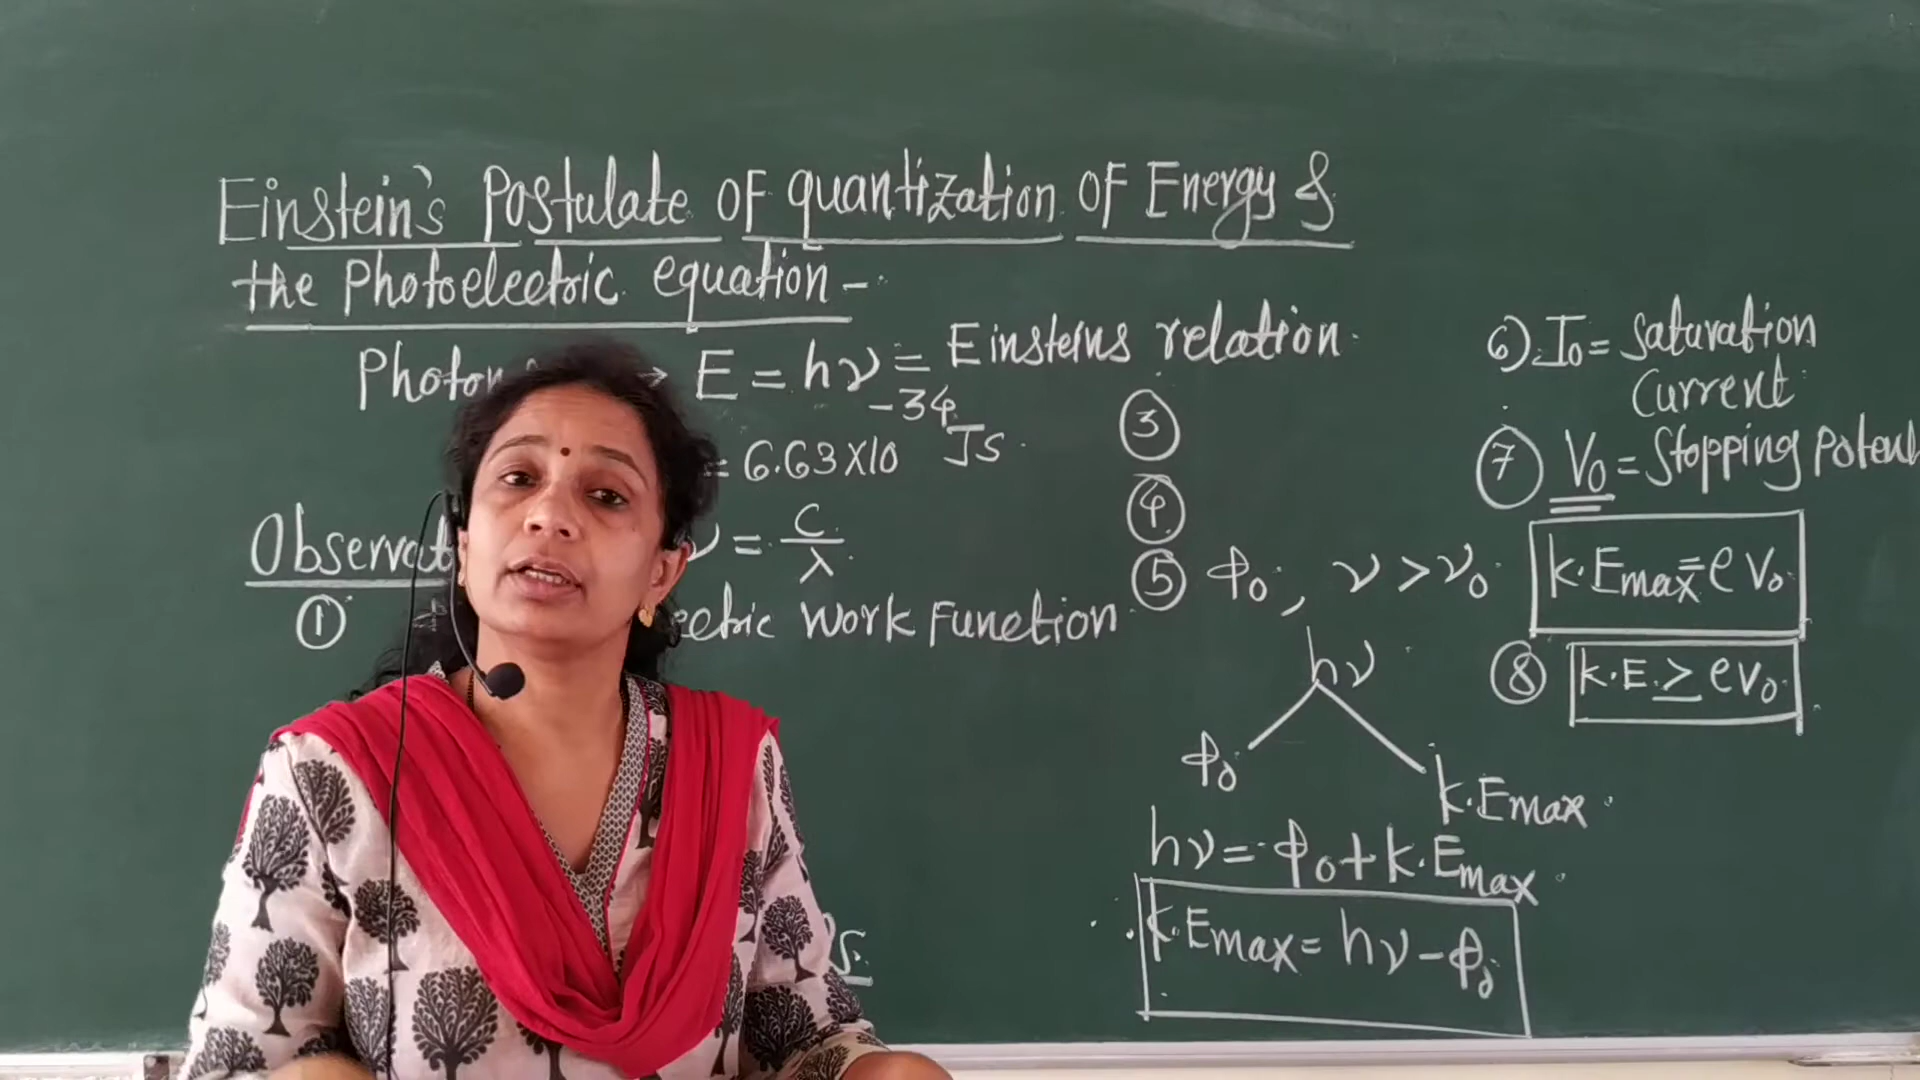 Einstein's Postulate of quantization of Energy &
the Photoelectric equation -
Photon → E = hν = Einsteins relation
= 6.63 X 10⁻³⁴ JS
ν = c/λ
①
Work Function
③
④
⑤ φ₀, ν > ν₀
hν
φ₀ K.Emax
hν = φ₀ + K.Emax
∴ K.Emax = hν - φ₀
6) I₀ = Saturation
Current
⑦ V₀ = Stopping
K.Emax = eV₀
⑧ K.E. ≥ eV₀